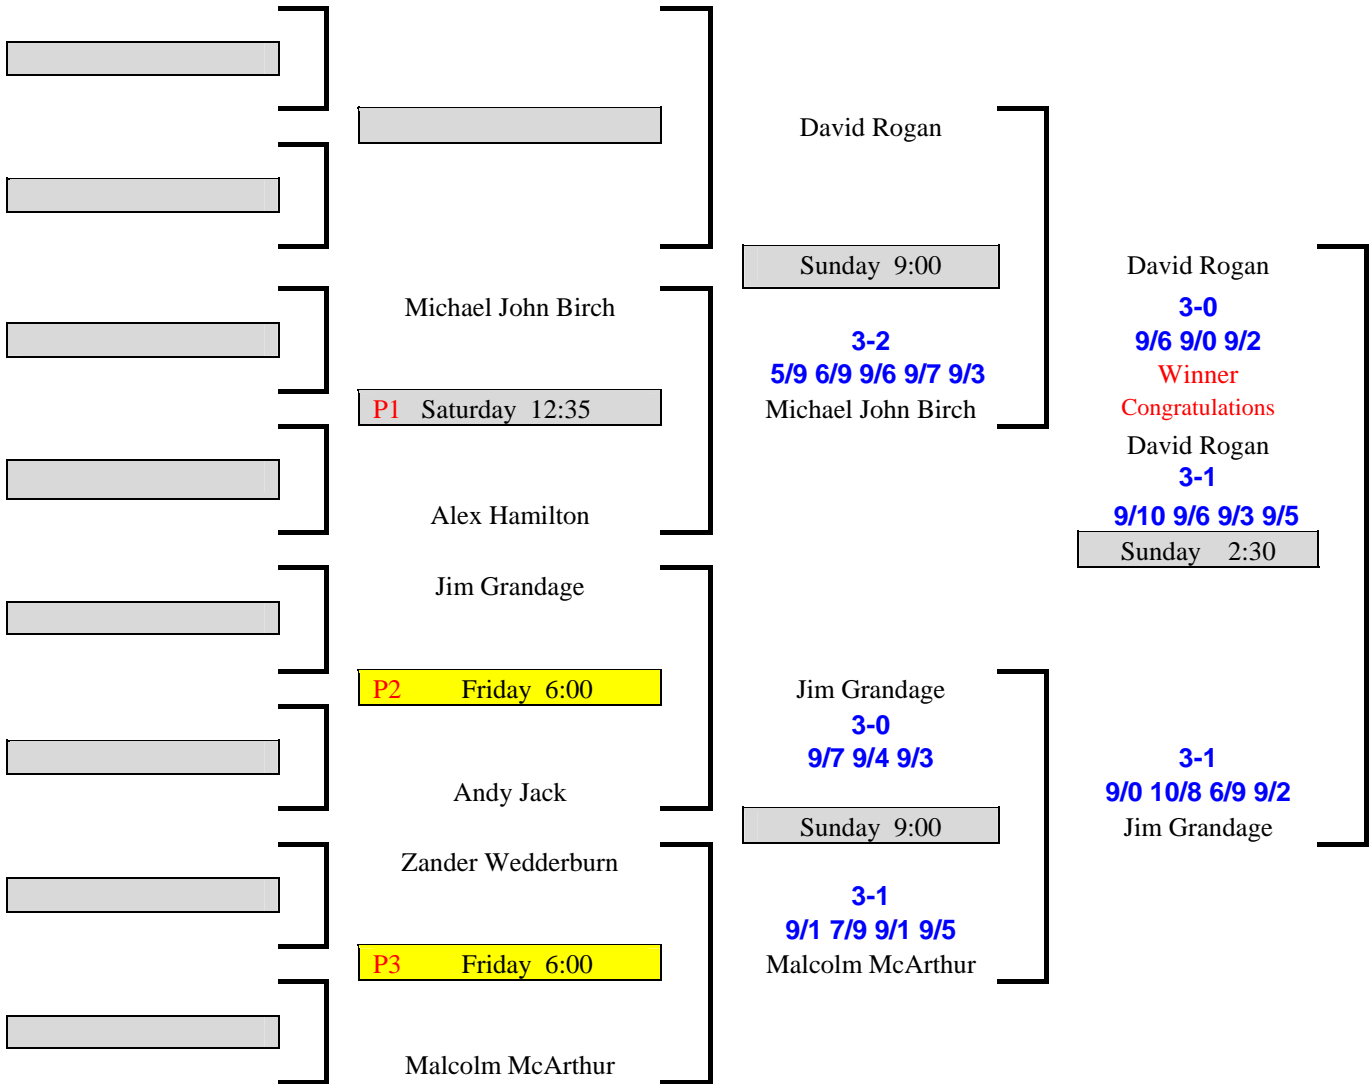 David Rogan
Sunday 9:00
David Rogan
Michael John Birch
3-0
3-2
9/6 9/0 9/2
5/9 6/9 9/6 9/7 9/3
Winner
P1 Saturday 12:35
Michael John Birch
Congratulations
David Rogan
3-1
Alex Hamilton
9/10 9/6 9/3 9/5
Sunday 2:30
Jim Grandage
P2 Friday 6:00
Jim Grandage
3-0
9/7 9/4 9/3
3-1
Andy Jack
9/0 10/8 6/9 9/2
Sunday 9:00
Jim Grandage
Zander Wedderburn
3-1
9/1 7/9 9/1 9/5
P3 Friday 6:00
Malcolm McArthur
Malcolm McArthur